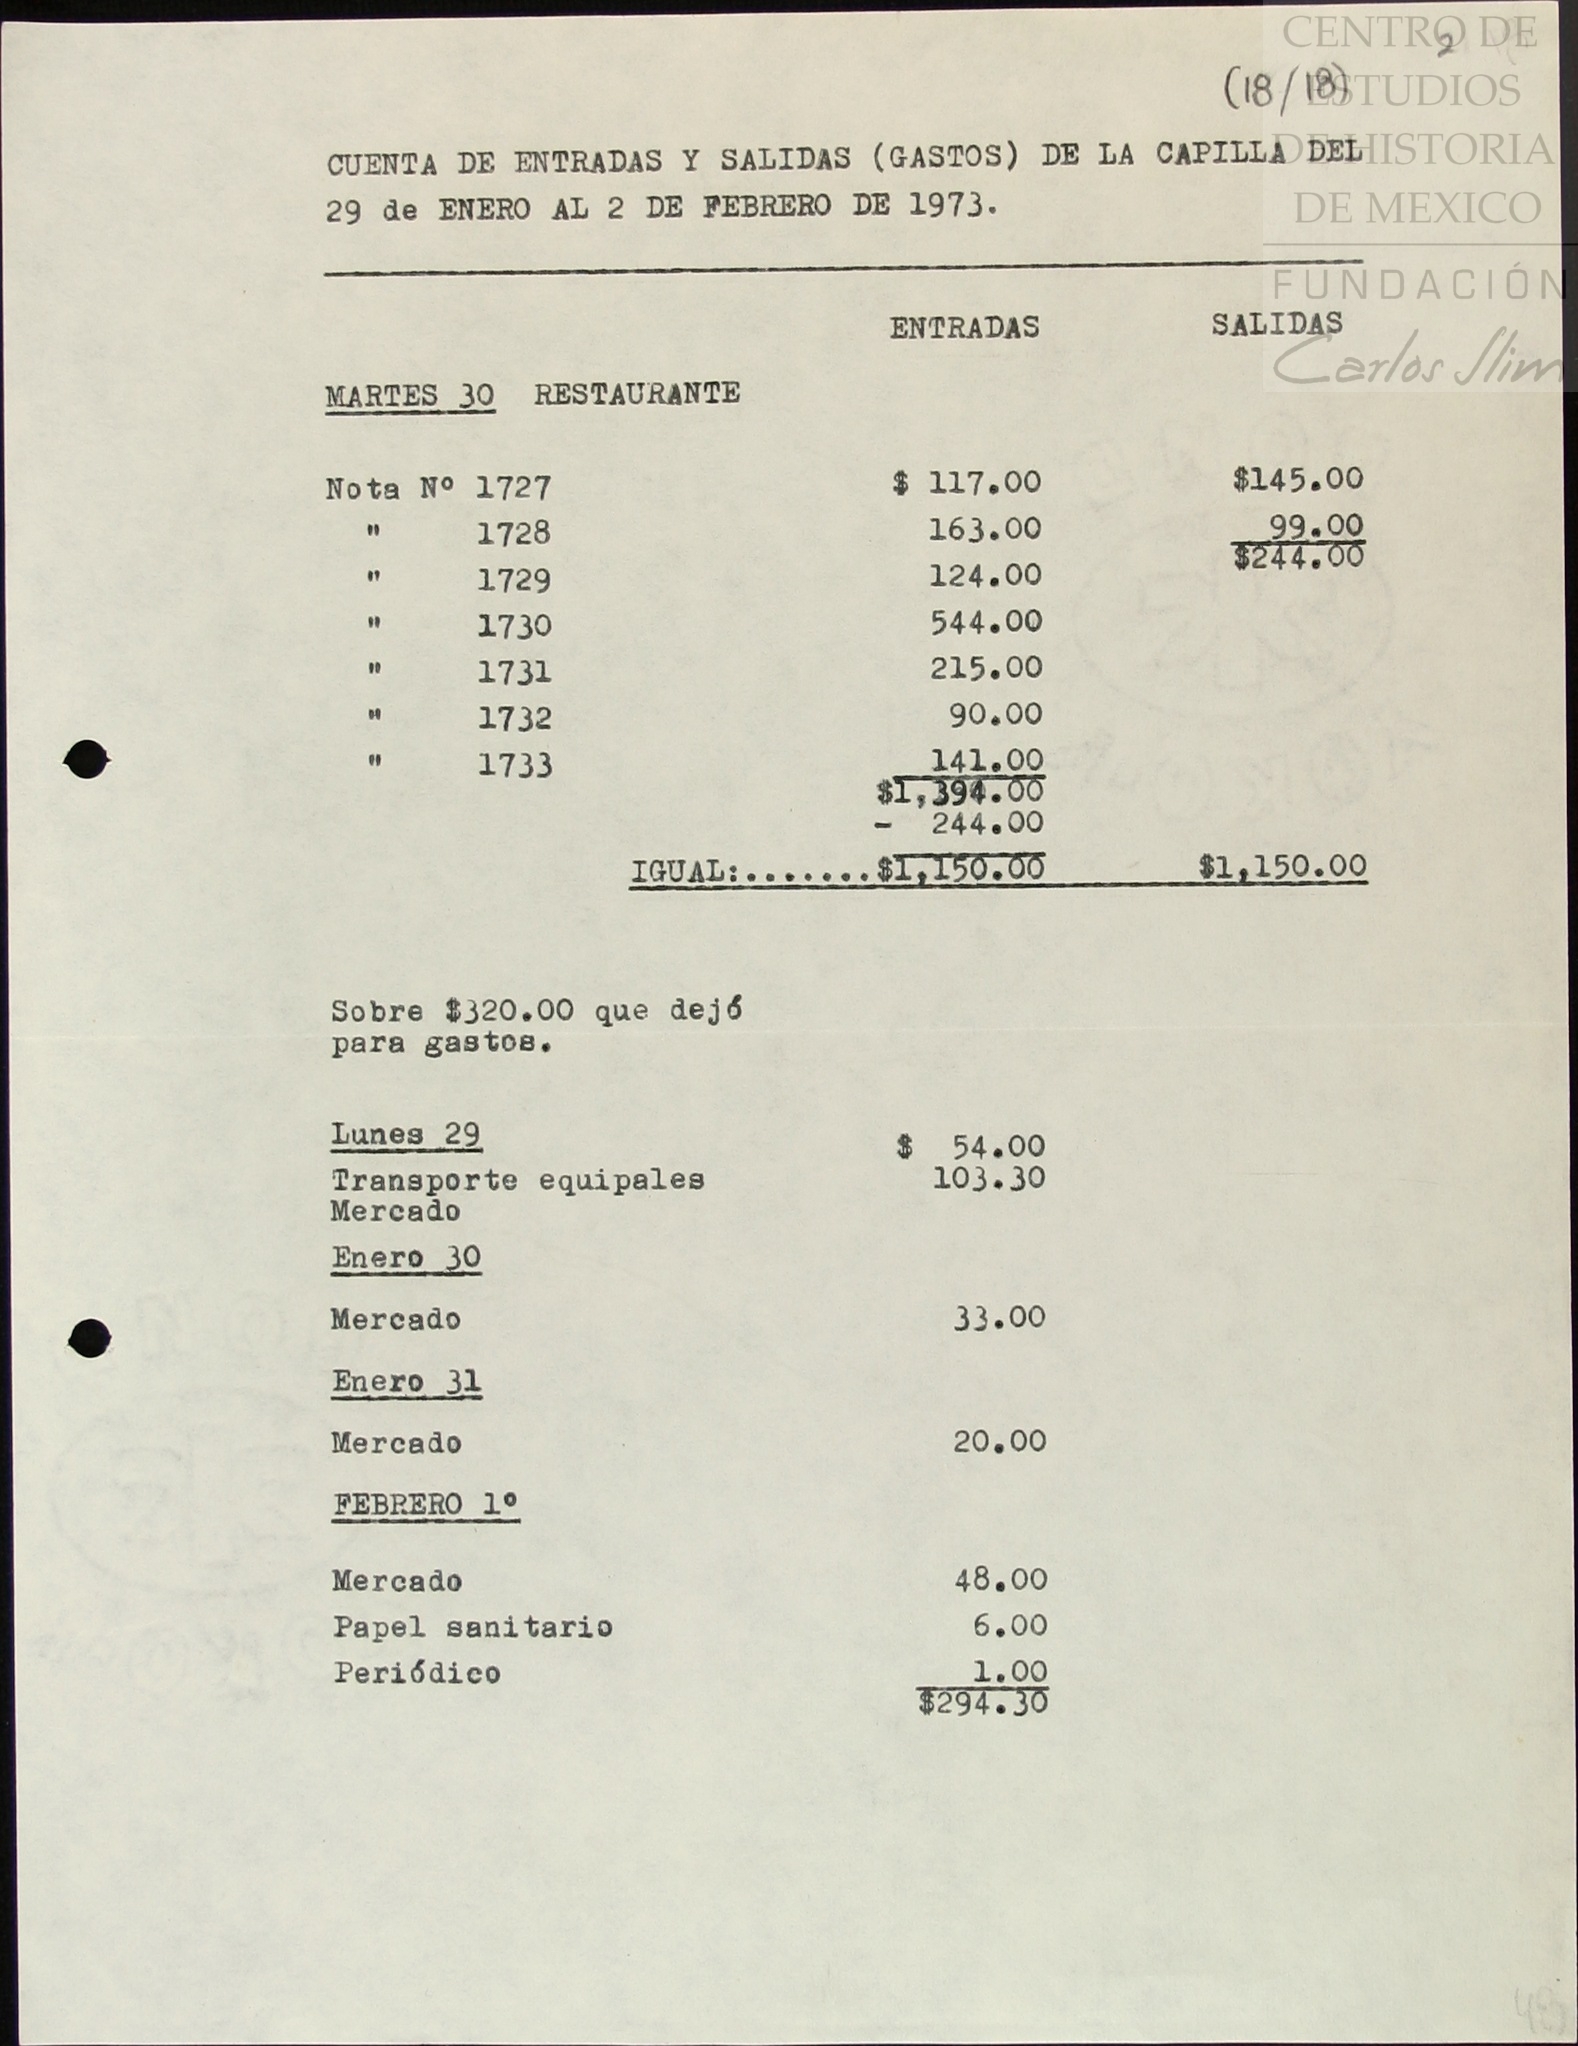 CENTRO DE
ESTUDIOS
DE HISTORIA
DE MEXICO
FUNDACIÓN
Carlos Slim
2
(18/18)
CUENTA DE ENTRADAS Y SALIDAS (GASTOS) DE LA CAPILLA DEL
29 de ENERO AL 2 DE FEBRERO DE 1973.
ENTRADAS SALIDAS
MARTES 30 RESTAURANTE
Nota Nº 1727 $ 117.00 $145.00
" 1728 163.00 99.00
$244.00
" 1729 124.00
" 1730 544.00
" 1731 215.00
" 1732 90.00
" 1733 141.00
$1,394.00
- 244.00
IGUAL:.......$1,150.00 $1,150.00
Sobre $320.00 que dejó
para gastos.
Lunes 29 $ 54.00
Transporte equipales 103.30
Mercado
Enero 30
Mercado 33.00
Enero 31
Mercado 20.00
FEBRERO 1º
Mercado 48.00
Papel sanitario 6.00
Periódico 1.00
$294.30